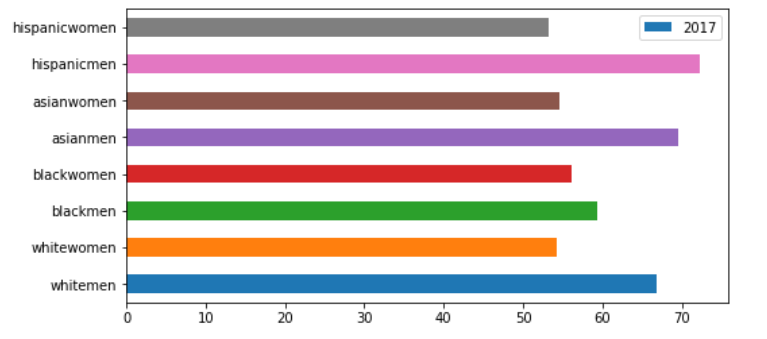 hispanicwomen
2017
hispanicmen
asianwomen
asianmen
blackwomen
blackmen
whitewomen
whitemen
0 10 20 30 40 50 60 70